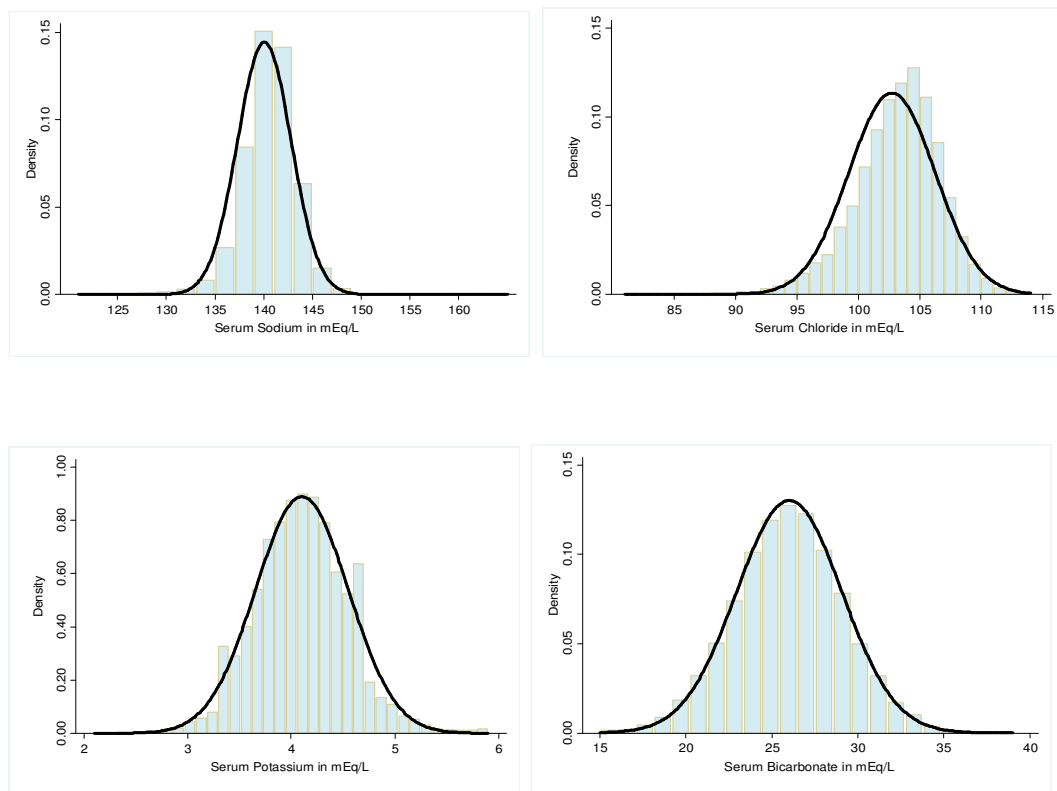 0.15
0.10
0.05
0.00
Density
125 130 135 140 145 150 155 160
Serum Sodium in mEq/L
0.15
0.10
0.05
0.00
Density
85 90 95 100 105 110 115
Serum Chloride in mEq/L
1.00
0.80
0.60
0.40
0.20
0.00
Density
2 3 4 5 6
Serum Potassium in mEq/L
0.15
0.10
0.05
0.00
Density
15 20 25 30 35 40
Serum Bicarbonate in mEq/L